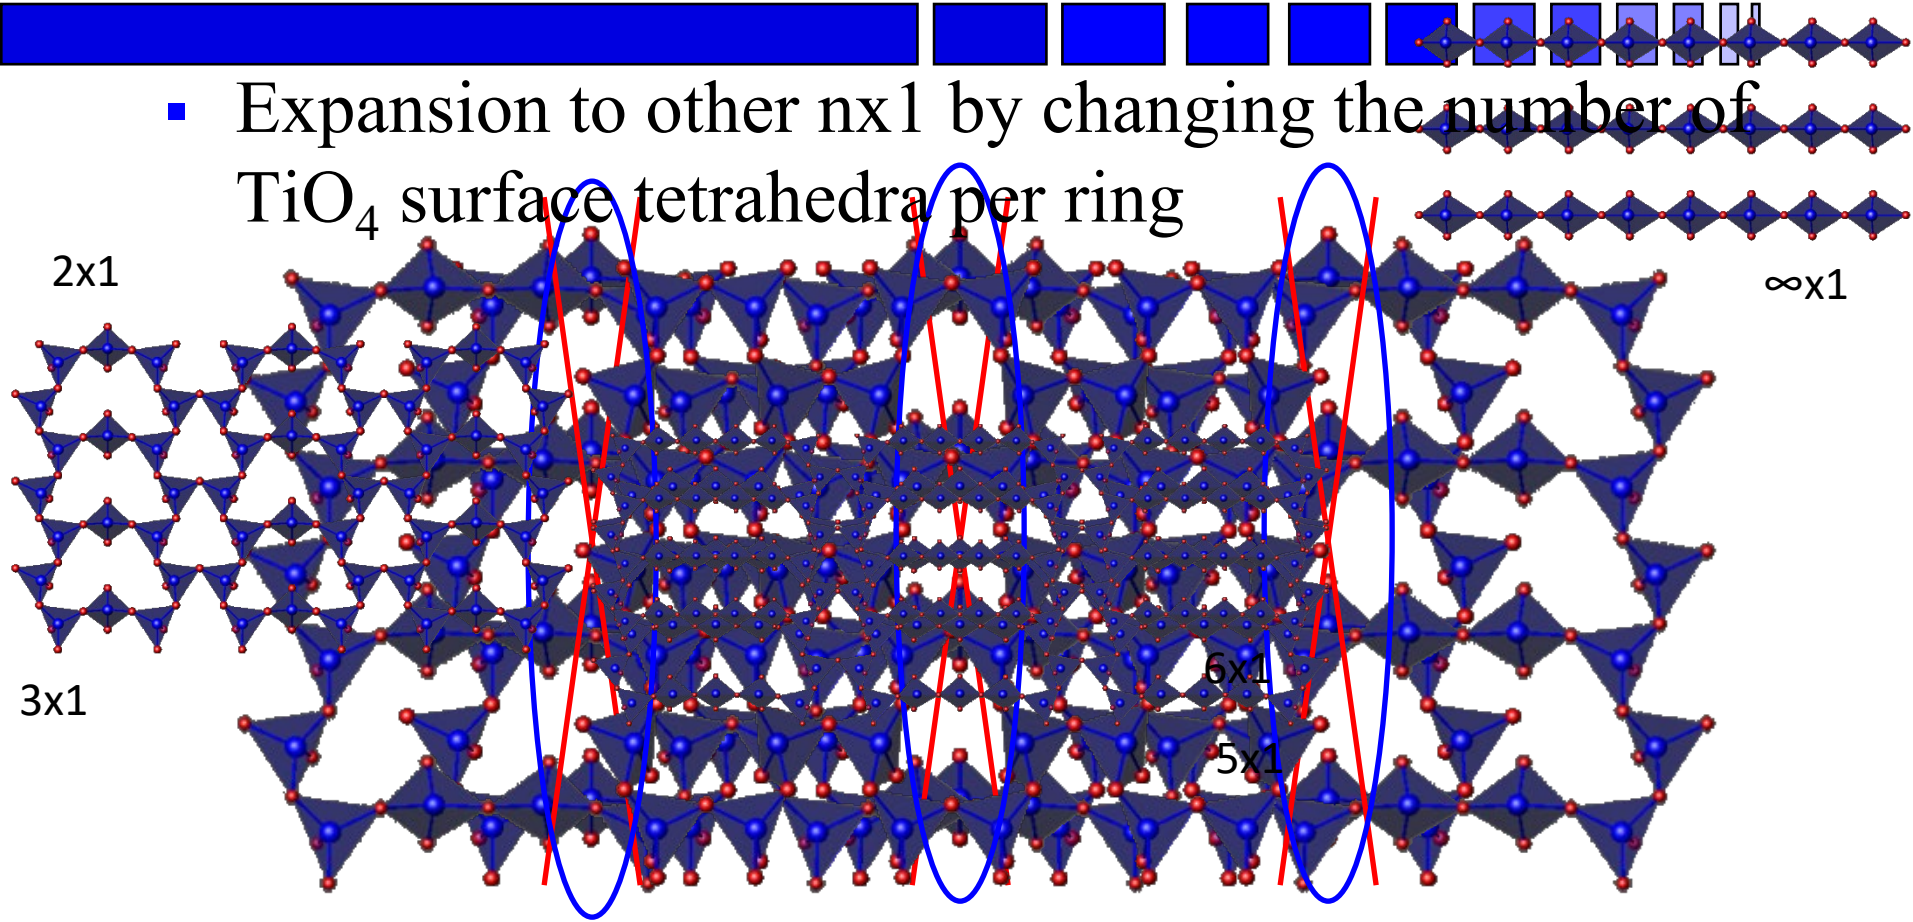 ▪ Expansion to other nx1 by changing the number of
TiO₄ surface tetrahedra per ring
2x1
∞x1
3x1
6x1
5x1